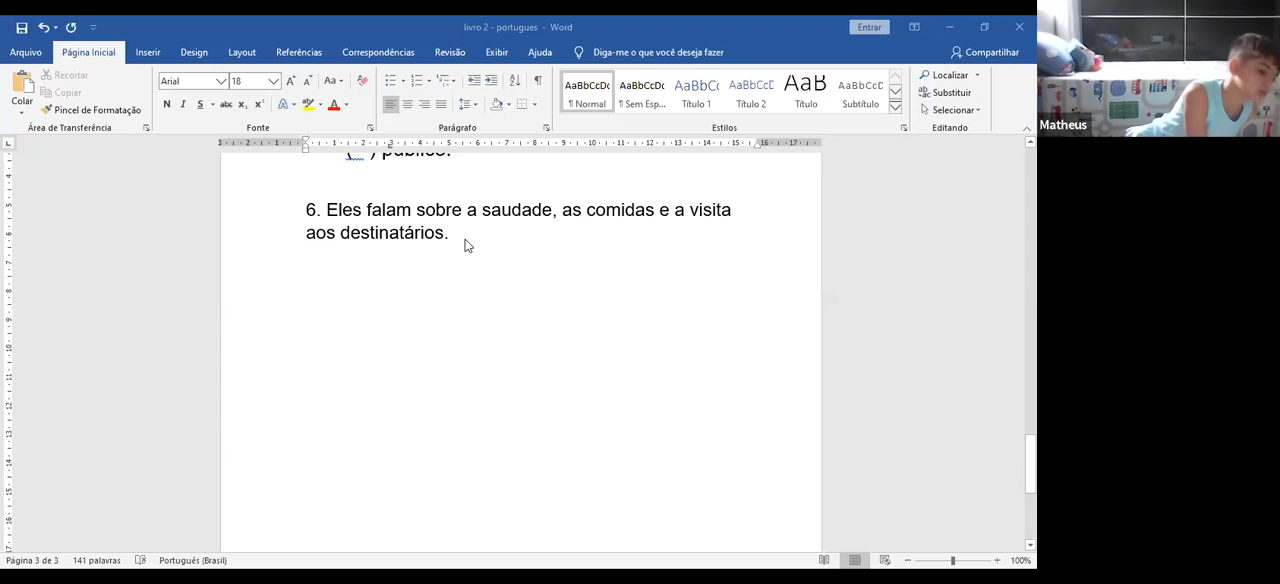 livro 2 - portugues - Word
Entrar
Arquivo Página Inicial Inserir Design Layout Referências Correspondências Revisão Exibir Ajuda Diga-me o que você deseja fazer Compartilhar
Colar
Recortar
Copiar
Pincel de Formatação
Área de Transferência
Arial 18
Fonte
Parágrafo
AaBbCcDc AaBbCcDc AaBbCc AaBbCcD AaB AaBbCcD
¶ Normal ¶ Sem Esp... Título 1 Título 2 Título Subtítulo
Estilos
Localizar
Substituir
Selecionar
Editando
Matheus
) público.
6. Eles falam sobre a saudade, as comidas e a visita
aos destinatários.
Página 3 de 3 141 palavras Português (Brasil) 100%